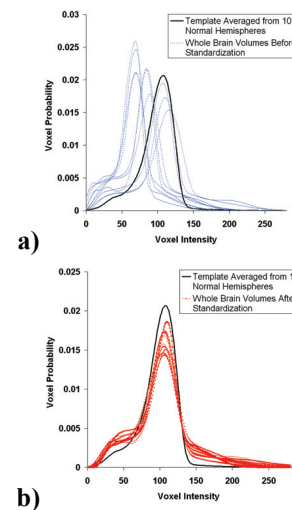 0.03
0.025
0.02
0.015
0.01
0.005
0
Voxel Probability
Template Averaged from 10
Normal Hemispheres
Whole Brain Volumes Before
Standardization
0 50 100 150 200 250
Voxel Intensity
a)
0.025
0.02
0.015
0.01
0.005
0
Voxel Probability
Template Averaged from 1
Normal Hemispheres
Whole Brain Volumes Afte
Standardization
0 50 100 150 200 250
Voxel Intensity
b)